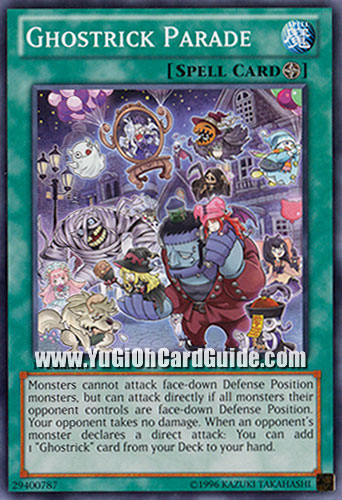 GHOSTRICK PARADE
[SPELL CARD]
www.YuGiOhCardGuide.com
Monsters cannot attack face-down Defense Position
monsters, but can attack directly if all monsters their
opponent controls are face-down Defense Position.
Your opponent takes no damage. When an opponent's
monster declares a direct attack: You can add
1 "Ghostrick" card from your Deck to your hand.
29400787
©1996 KAZUKI TAKAHASHI